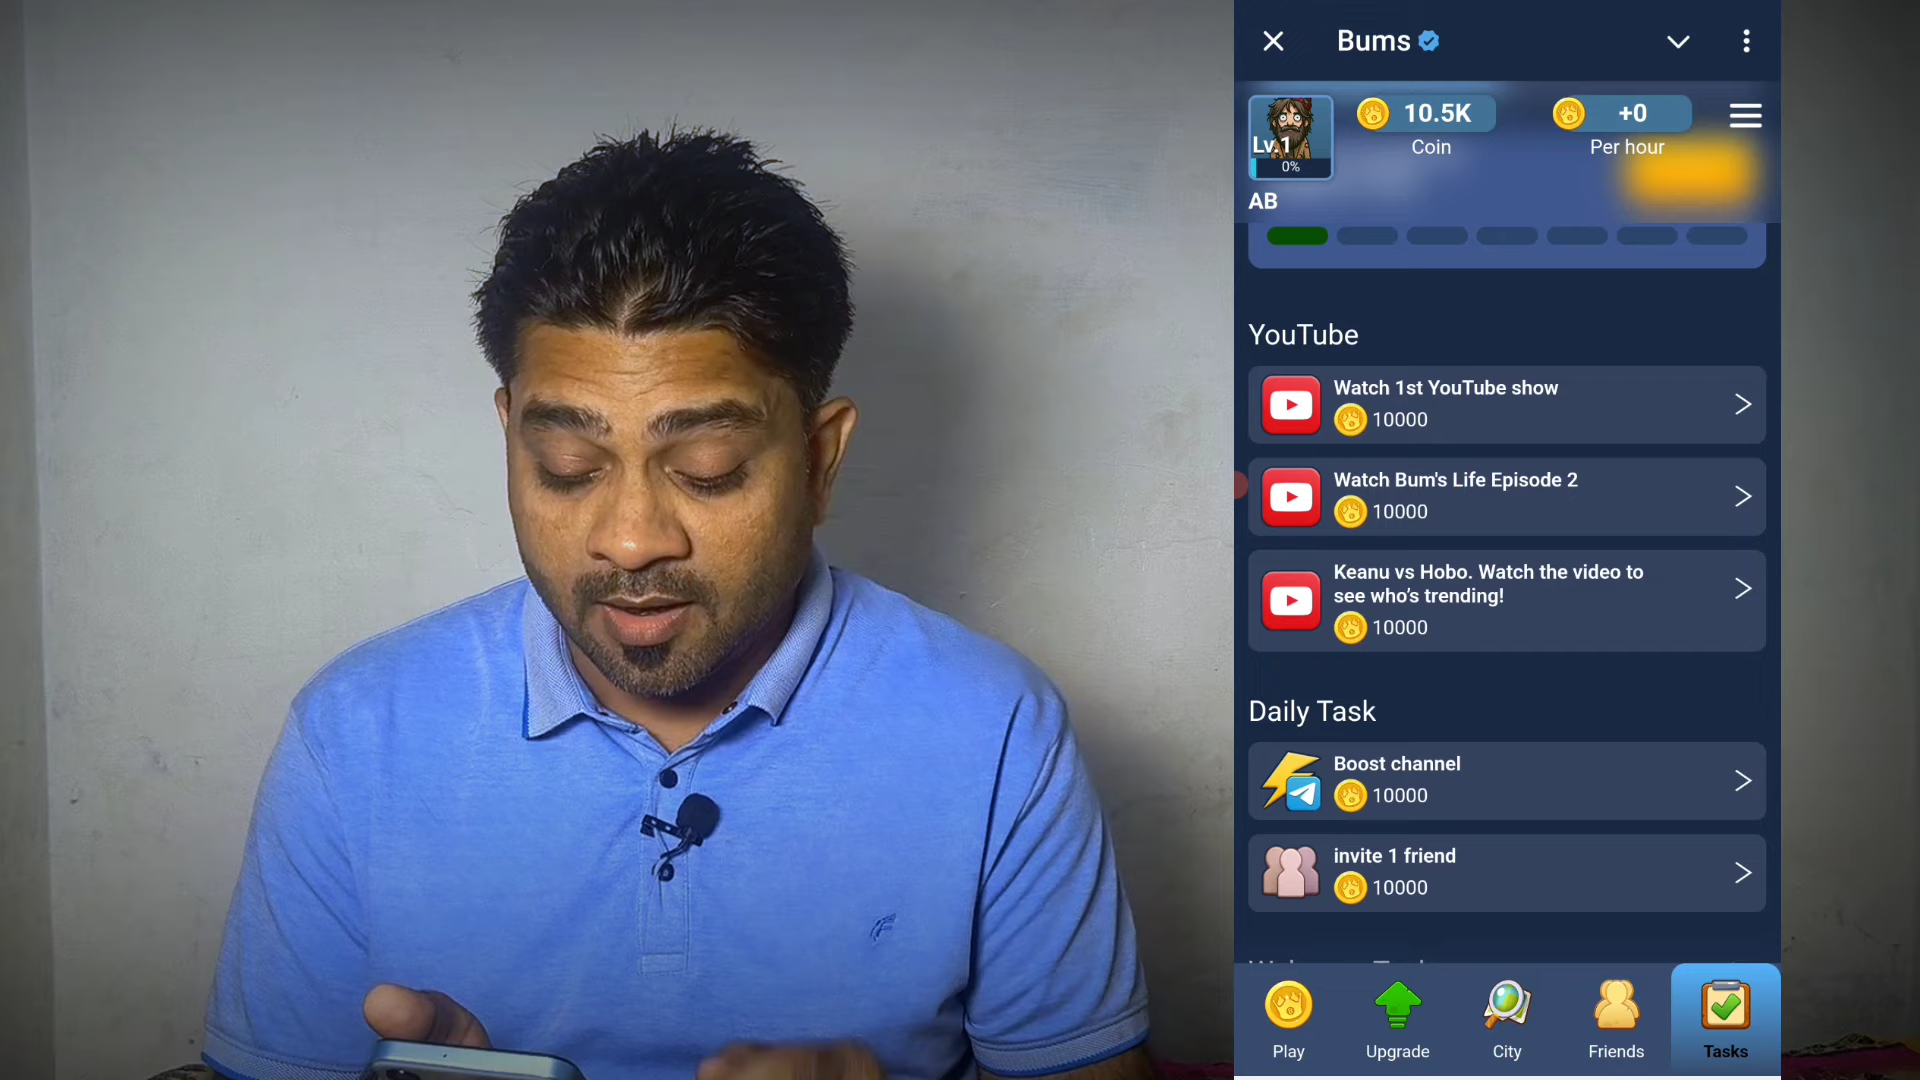 Bums
10.5K
+0
Coin
Per hour
Lv.1
0%
AB
YouTube
Watch 1st YouTube show
10000
Watch Bum's Life Episode 2
10000
Keanu vs Hobo. Watch the video to
see who's trending!
10000
Daily Task
Boost channel
10000
invite 1 friend
10000
Play
Upgrade
City
Friends
Tasks